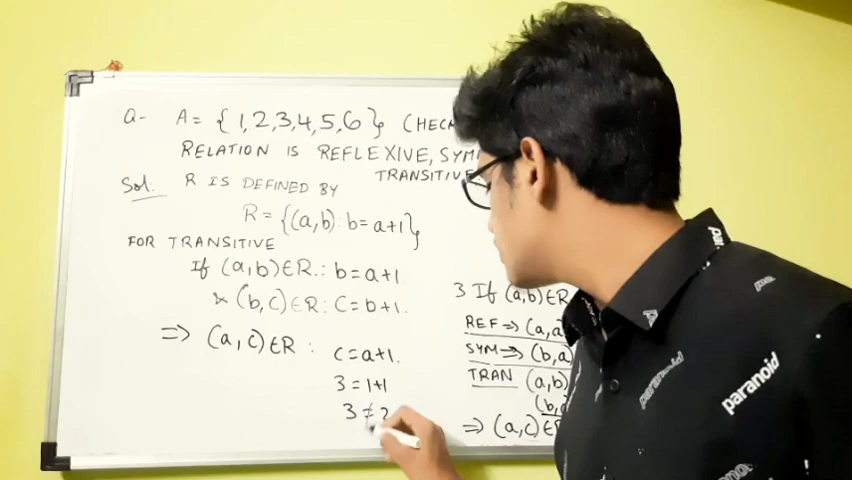 Q- A = { 1,2,3,4,5,6 } (CHECK
RELATION IS REFLEXIVE, SYM
TRANSITIVE.
Sol: R IS DEFINED BY
R = {(a,b) : b = a+1}
FOR TRANSITIVE
If (a,b)∈R : b = a+1.
& (b,c)∈R : C = b+1.
=> (a,c)∈R : c = a+1.
3 = 1+1
3 ≠ 2
3 If (a,b)∈R
REF => (a,a)
SYM => (b,a)
TRAN (a,b)
(b,c
=> (a,c)∈R
paranoid
paranoid